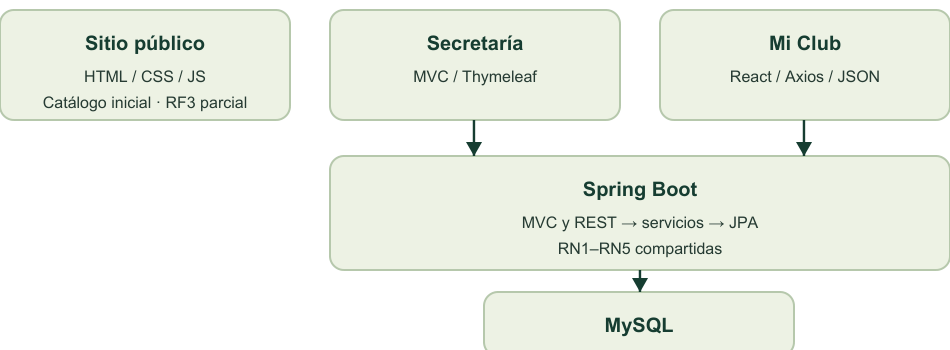 Sitio público
HTML / CSS / JS
Catálogo inicial · RF3 parcial
Secretaría
MVC / Thymeleaf
Mi Club
React / Axios / JSON
Spring Boot
MVC y REST → servicios → JPA
RN1–RN5 compartidas
MySQL